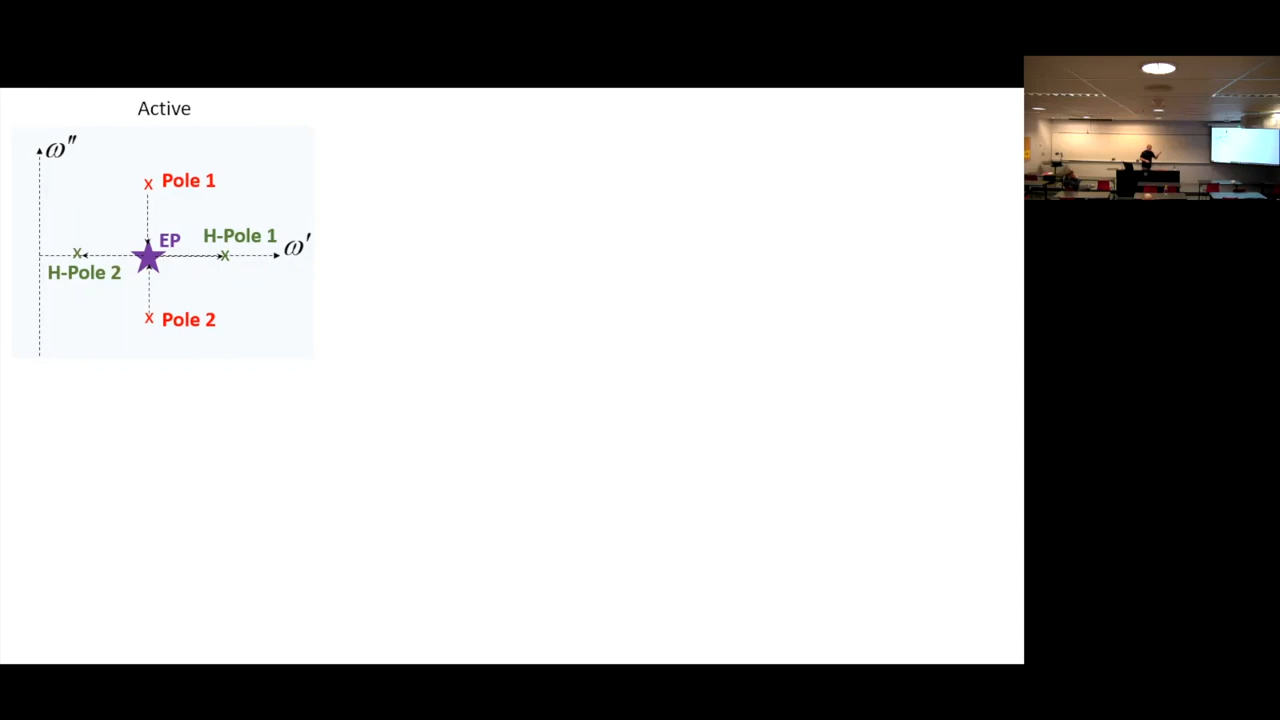 Active
ω″
Pole 1
EP
H-Pole 1
ω′
H-Pole 2
Pole 2